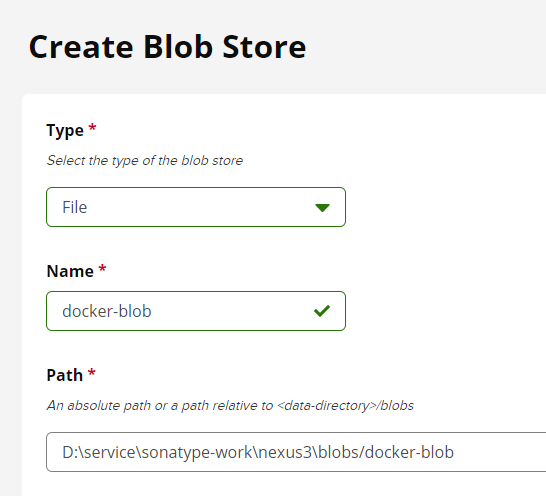 Create Blob Store
Type *
Select the type of the blob store
File
Name *
docker-blob
Path *
An absolute path or a path relative to <data-directory>/blobs
D:\service\sonatype-work\nexus3\blobs/docker-blob